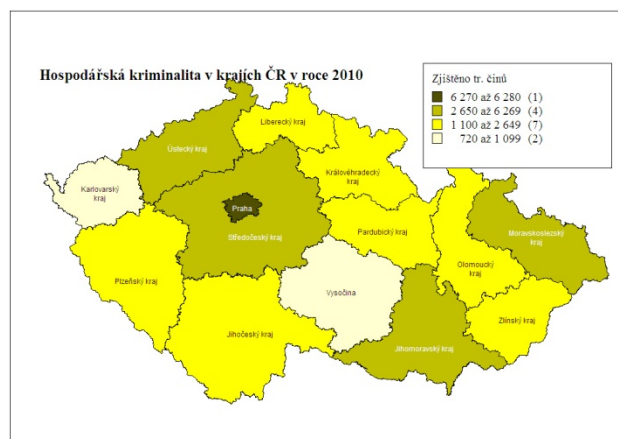 Hospodářská kriminalita v krajích ČR v roce 2010
Zjištěno tr. činů
6 270 až 6 280 (1)
2 650 až 6 269 (4)
1 100 až 2 649 (7)
720 až 1 099 (2)
Liberecký kraj
Ústecký kraj
Královéhradecký
kraj
Karlovarský
kraj
Praha
Středočeský kraj
Pardubický kraj
Moravskoslezský
kraj
Olomoucký
kraj
Plzeňský kraj
Vysočina
Zlínský kraj
Jihočeský kraj
Jihomoravský kraj